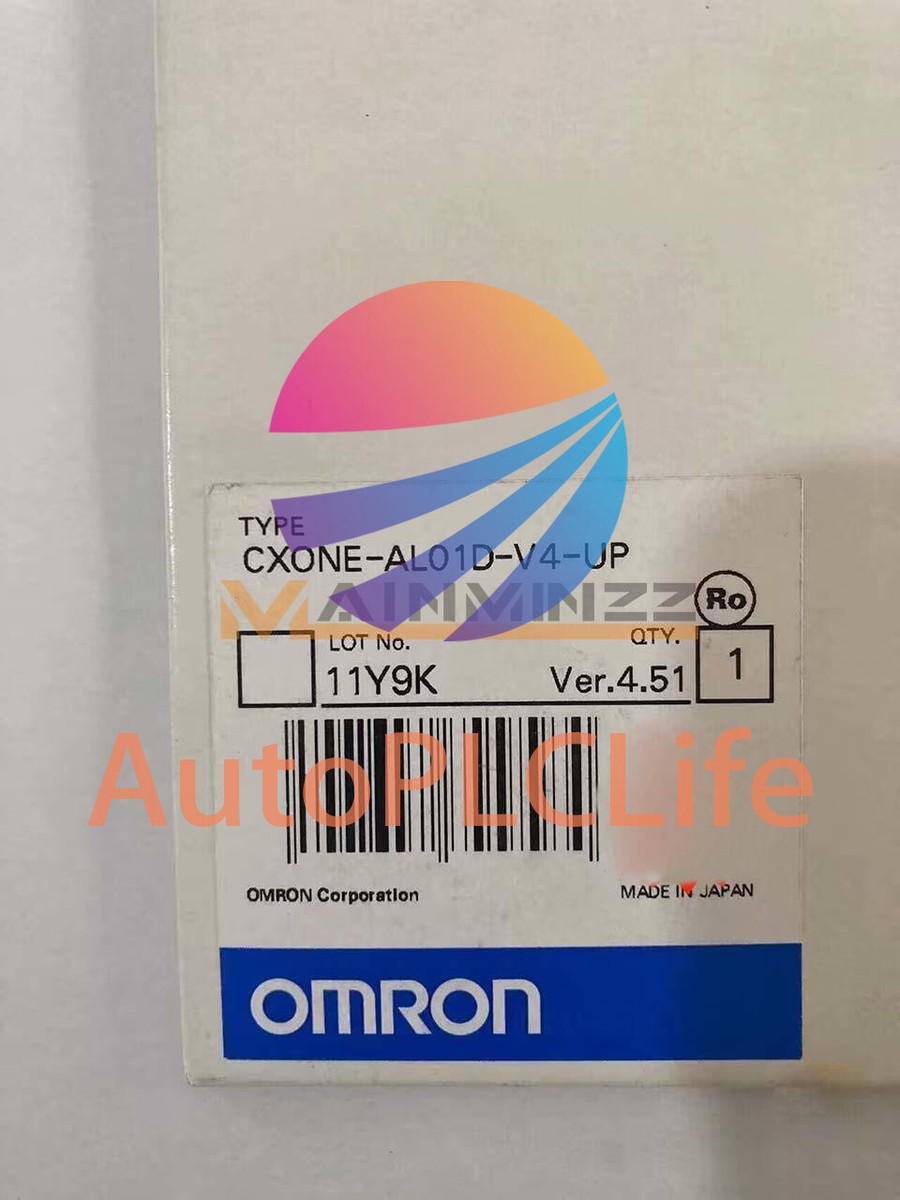 TYPE
CXONE-AL01D-V4-UP
MAINMINZZ
Ro
LOT No.
QTY.
11Y9K
Ver.4.51
1
AutoPLCLife
OMRON Corporation
MADE IN JAPAN
OMRON